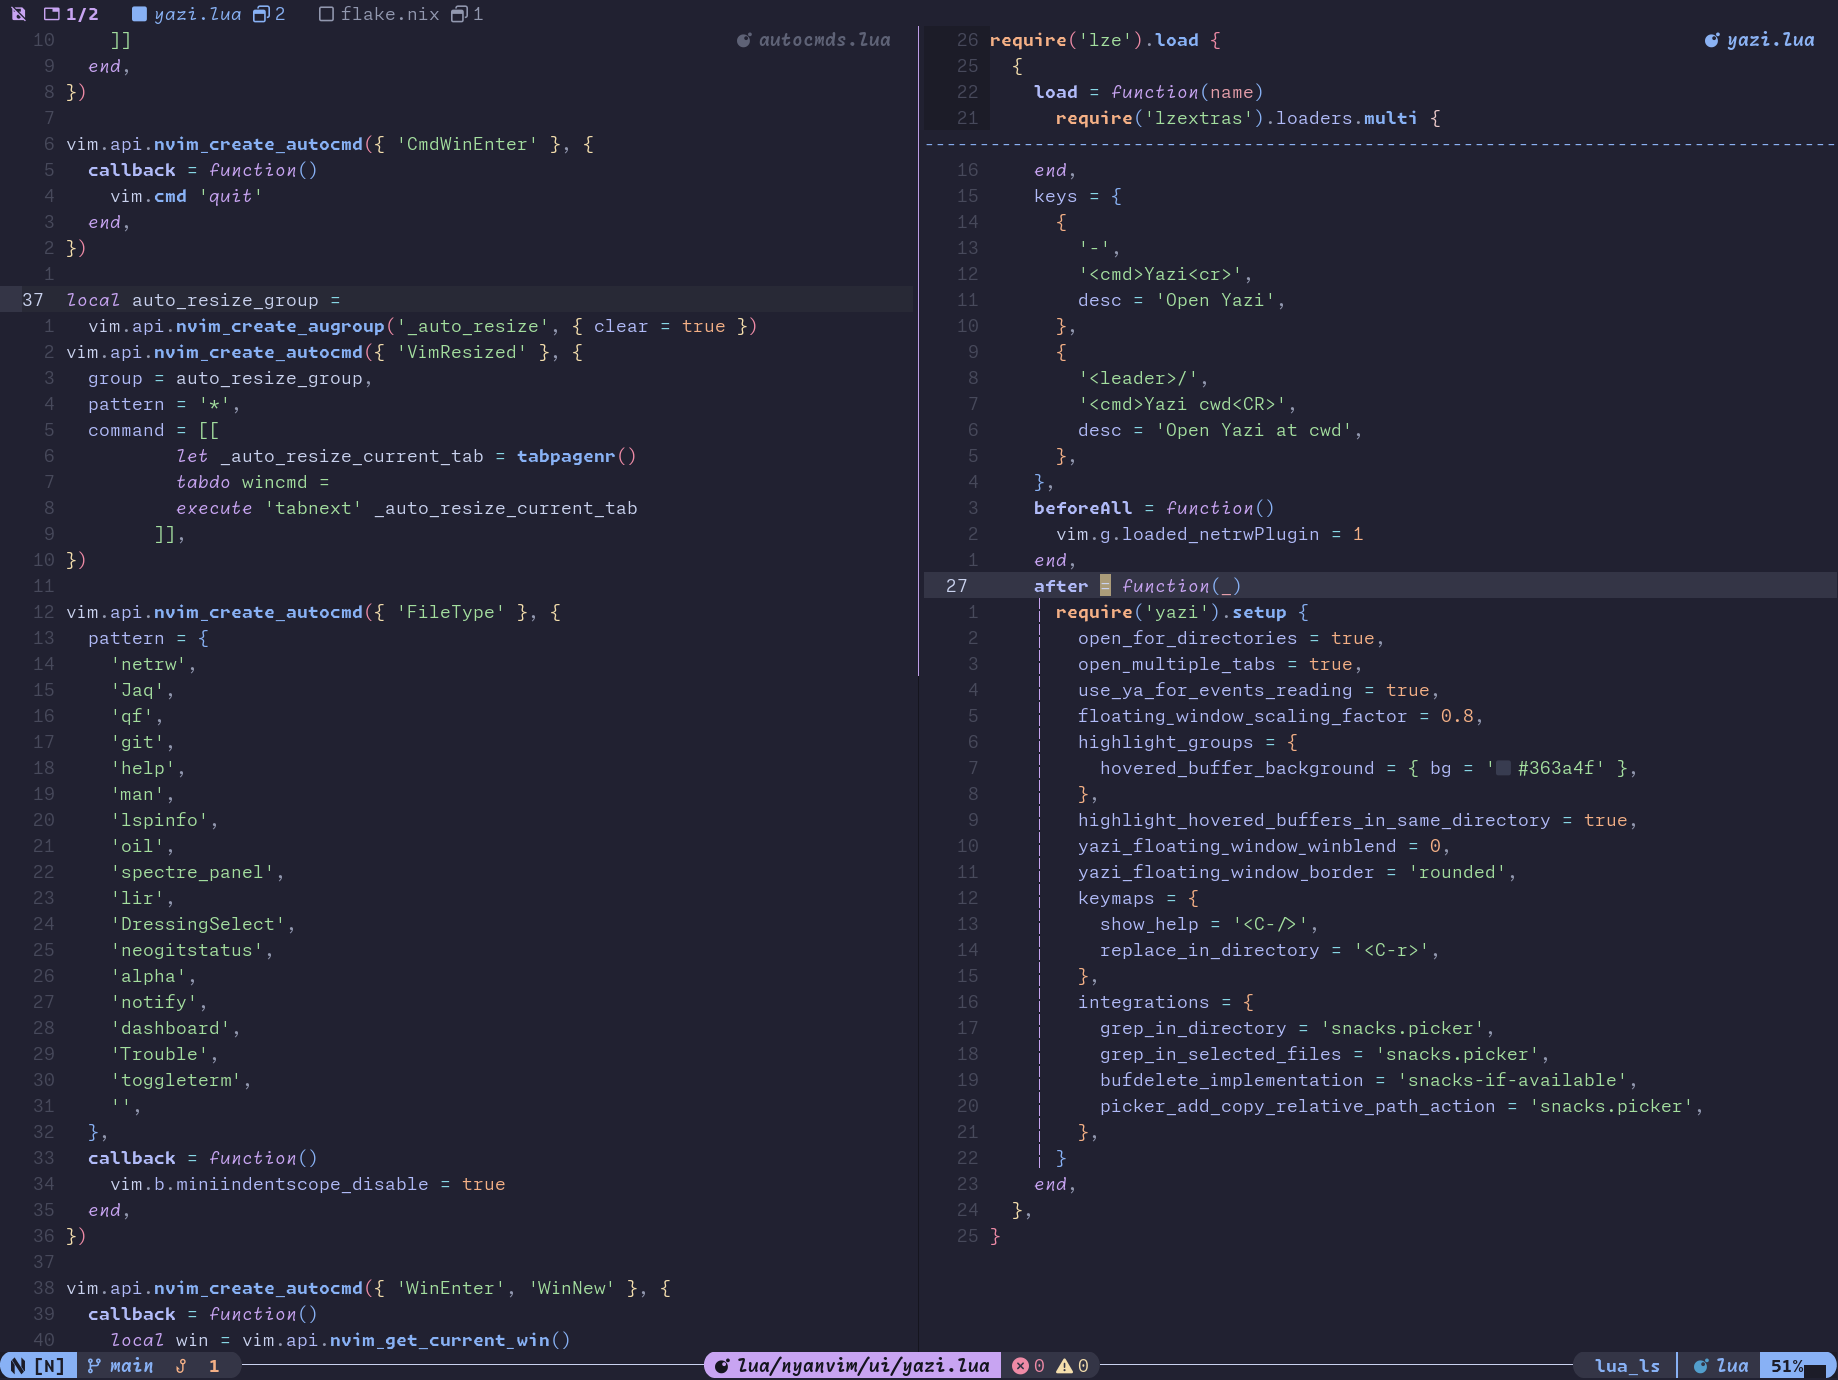 1/2 yazi.lua 2 flake.nix 1
autocmds.lua
10     ]]
9   end,
8 })
7
6 vim.api.nvim_create_autocmd({ 'CmdWinEnter' }, {
5   callback = function()
4     vim.cmd 'quit'
3   end,
2 })
1
37 local auto_resize_group =
1   vim.api.nvim_create_augroup('_auto_resize', { clear = true })
2 vim.api.nvim_create_autocmd({ 'VimResized' }, {
3   group = auto_resize_group,
4   pattern = '*',
5   command = [[
6           let _auto_resize_current_tab = tabpagenr()
7           tabdo wincmd =
8           execute 'tabnext' _auto_resize_current_tab
9         ]],
10 })
11
12 vim.api.nvim_create_autocmd({ 'FileType' }, {
13   pattern = {
14     'netrw',
15     'Jaq',
16     'qf',
17     'git',
18     'help',
19     'man',
20     'lspinfo',
21     'oil',
22     'spectre_panel',
23     'lir',
24     'DressingSelect',
25     'neogitstatus',
26     'alpha',
27     'notify',
28     'dashboard',
29     'Trouble',
30     'toggleterm',
31     '',
32   },
33   callback = function()
34     vim.b.miniindentscope_disable = true
35   end,
36 })
37
38 vim.api.nvim_create_autocmd({ 'WinEnter', 'WinNew' }, {
39   callback = function()
40     local win = vim.api.nvim_get_current_win()
yazi.lua
26 require('lze').load {
25   {
22     load = function(name)
21       require('lzextras').loaders.multi {
16     end,
15     keys = {
14       {
13         '-',
12         '<cmd>Yazi<cr>',
11         desc = 'Open Yazi',
10       },
9       {
8         '<leader>/',
7         '<cmd>Yazi cwd<CR>',
6         desc = 'Open Yazi at cwd',
5       },
4     },
3     beforeAll = function()
2       vim.g.loaded_netrwPlugin = 1
1     end,
27     after = function(_)
1       require('yazi').setup {
2         open_for_directories = true,
3         open_multiple_tabs = true,
4         use_ya_for_events_reading = true,
5         floating_window_scaling_factor = 0.8,
6         highlight_groups = {
7           hovered_buffer_background = { bg = '#363a4f' },
8         },
9         highlight_hovered_buffers_in_same_directory = true,
10         yazi_floating_window_winblend = 0,
11         yazi_floating_window_border = 'rounded',
12         keymaps = {
13           show_help = '<C-/>',
14           replace_in_directory = '<C-r>',
15         },
16         integrations = {
17           grep_in_directory = 'snacks.picker',
18           grep_in_selected_files = 'snacks.picker',
19           bufdelete_implementation = 'snacks-if-available',
20           picker_add_copy_relative_path_action = 'snacks.picker',
21         },
22       }
23     end,
24   },
25 }
[N] main 1 lua/nyanvim/ui/yazi.lua 0 0 lua_ls lua 51%